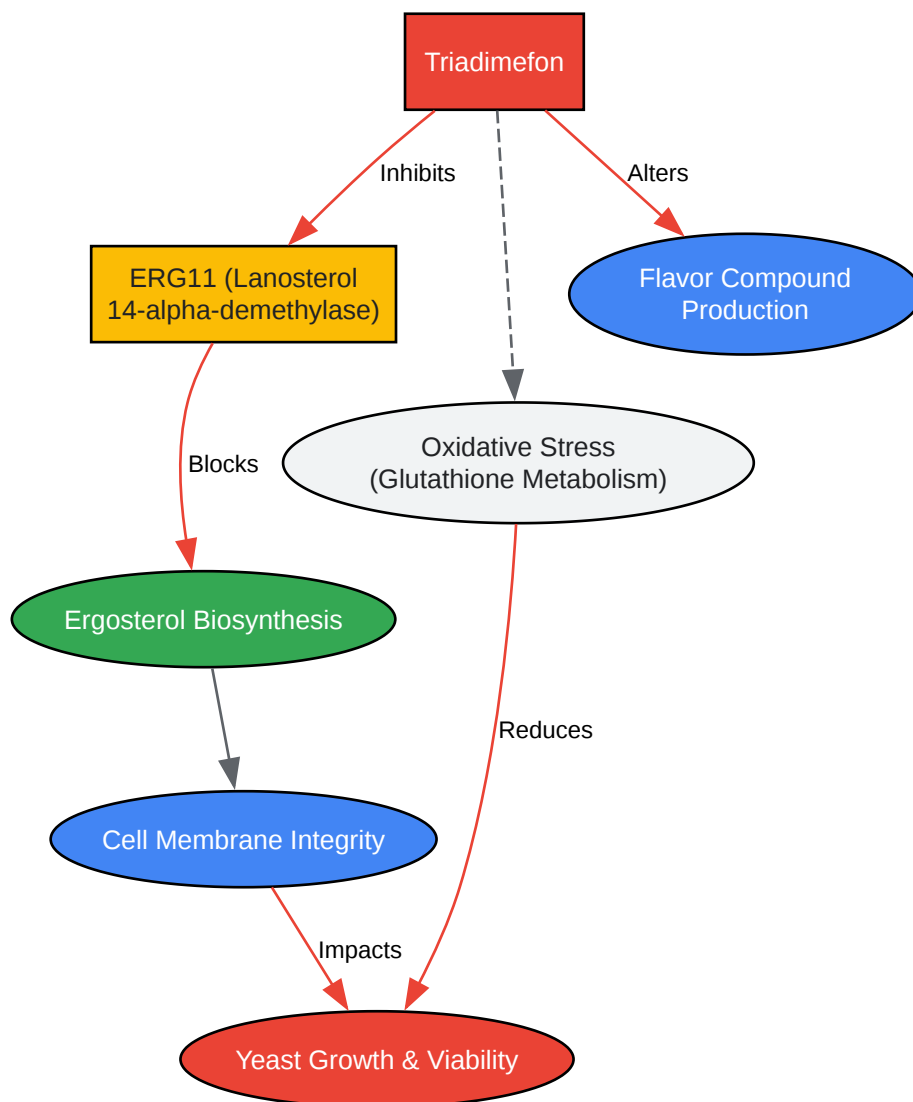 Triadimefon
Inhibits
Alters
ERG11 (Lanosterol
14-alpha-demethylase)
Flavor Compound
Production
Oxidative Stress
(Glutathione Metabolism)
Blocks
Ergosterol Biosynthesis
Reduces
Cell Membrane Integrity
Impacts
Yeast Growth & Viability